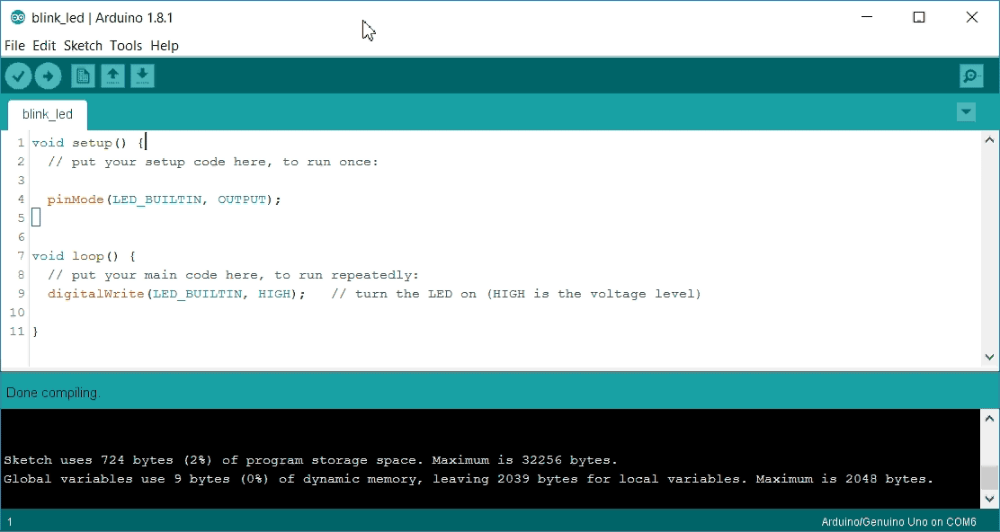 blink_led | Arduino 1.8.1
File Edit Sketch Tools Help
blink_led
1 void setup() {
2 // put your setup code here, to run once:
3
4 pinMode(LED_BUILTIN, OUTPUT);
5
6
7 void loop() {
8 // put your main code here, to run repeatedly:
9 digitalWrite(LED_BUILTIN, HIGH); // turn the LED on (HIGH is the voltage level)
10
11 }
Done compiling.
Sketch uses 724 bytes (2%) of program storage space. Maximum is 32256 bytes.
Global variables use 9 bytes (0%) of dynamic memory, leaving 2039 bytes for local variables. Maximum is 2048 bytes.
1 Arduino/Genuino Uno on COM6